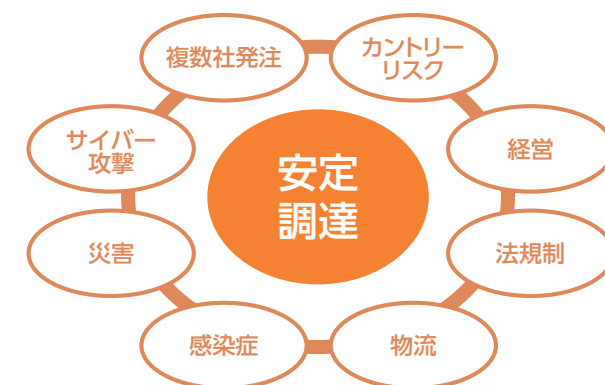 複数社発注
カントリー
リスク
サイバー
攻撃
安定
調達
経営
災害
法規制
感染症
物流